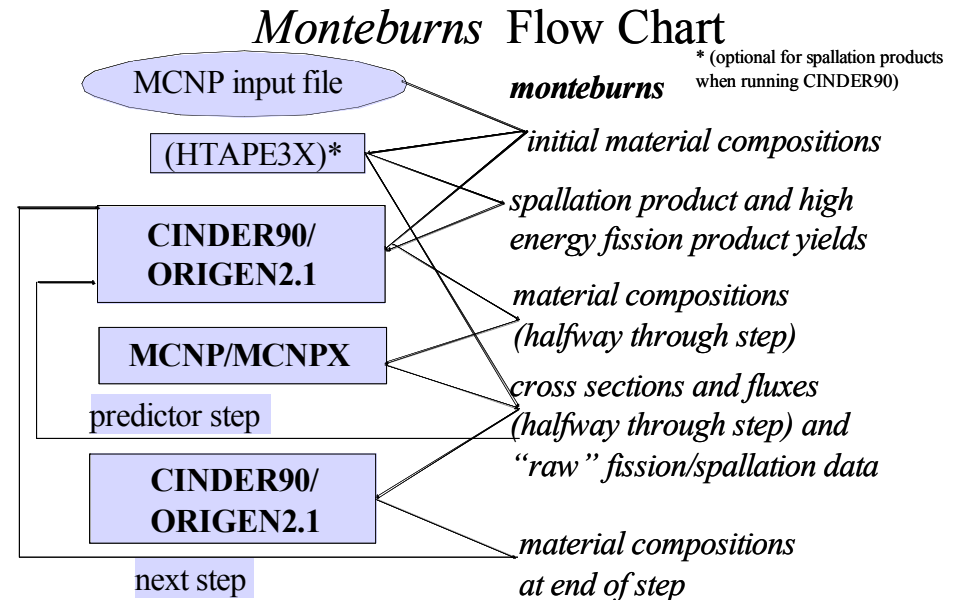 Monteburns Flow Chart
* (optional for spallation products
when running CINDER90)
MCNP input file
monteburns
initial material compositions
(HTAPE3X)*
spallation product and high
energy fission product yields
CINDER90/
ORIGEN2.1
material compositions
(halfway through step)
MCNP/MCNPX
cross sections and fluxes
(halfway through step) and
“raw” fission/spallation data
predictor step
CINDER90/
ORIGEN2.1
material compositions
at end of step
next step